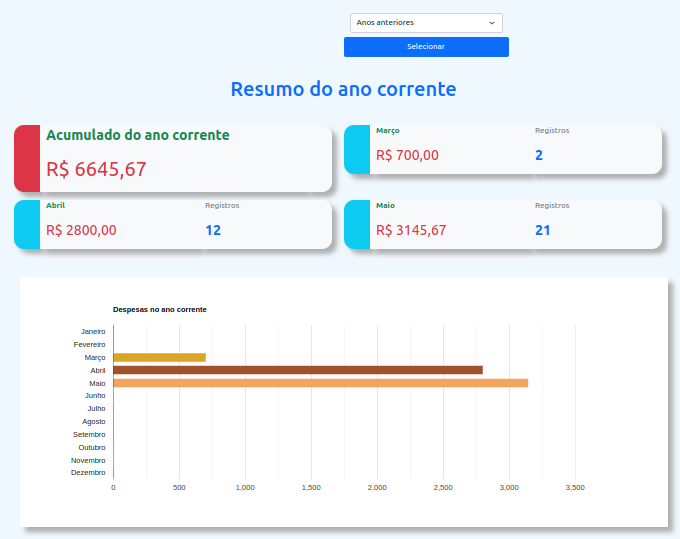 Anos anteriores
Selecionar
Resumo do ano corrente
Acumulado do ano corrente
R$ 6645,67
Março Registros
R$ 700,00 2
Abril Registros
R$ 2800,00 12
Maio Registros
R$ 3145,67 21
Despesas no ano corrente
Janeiro
Fevereiro
Março
Abril
Maio
Junho
Julho
Agosto
Setembro
Outubro
Novembro
Dezembro
0 500 1,000 1,500 2,000 2,500 3,000 3,500